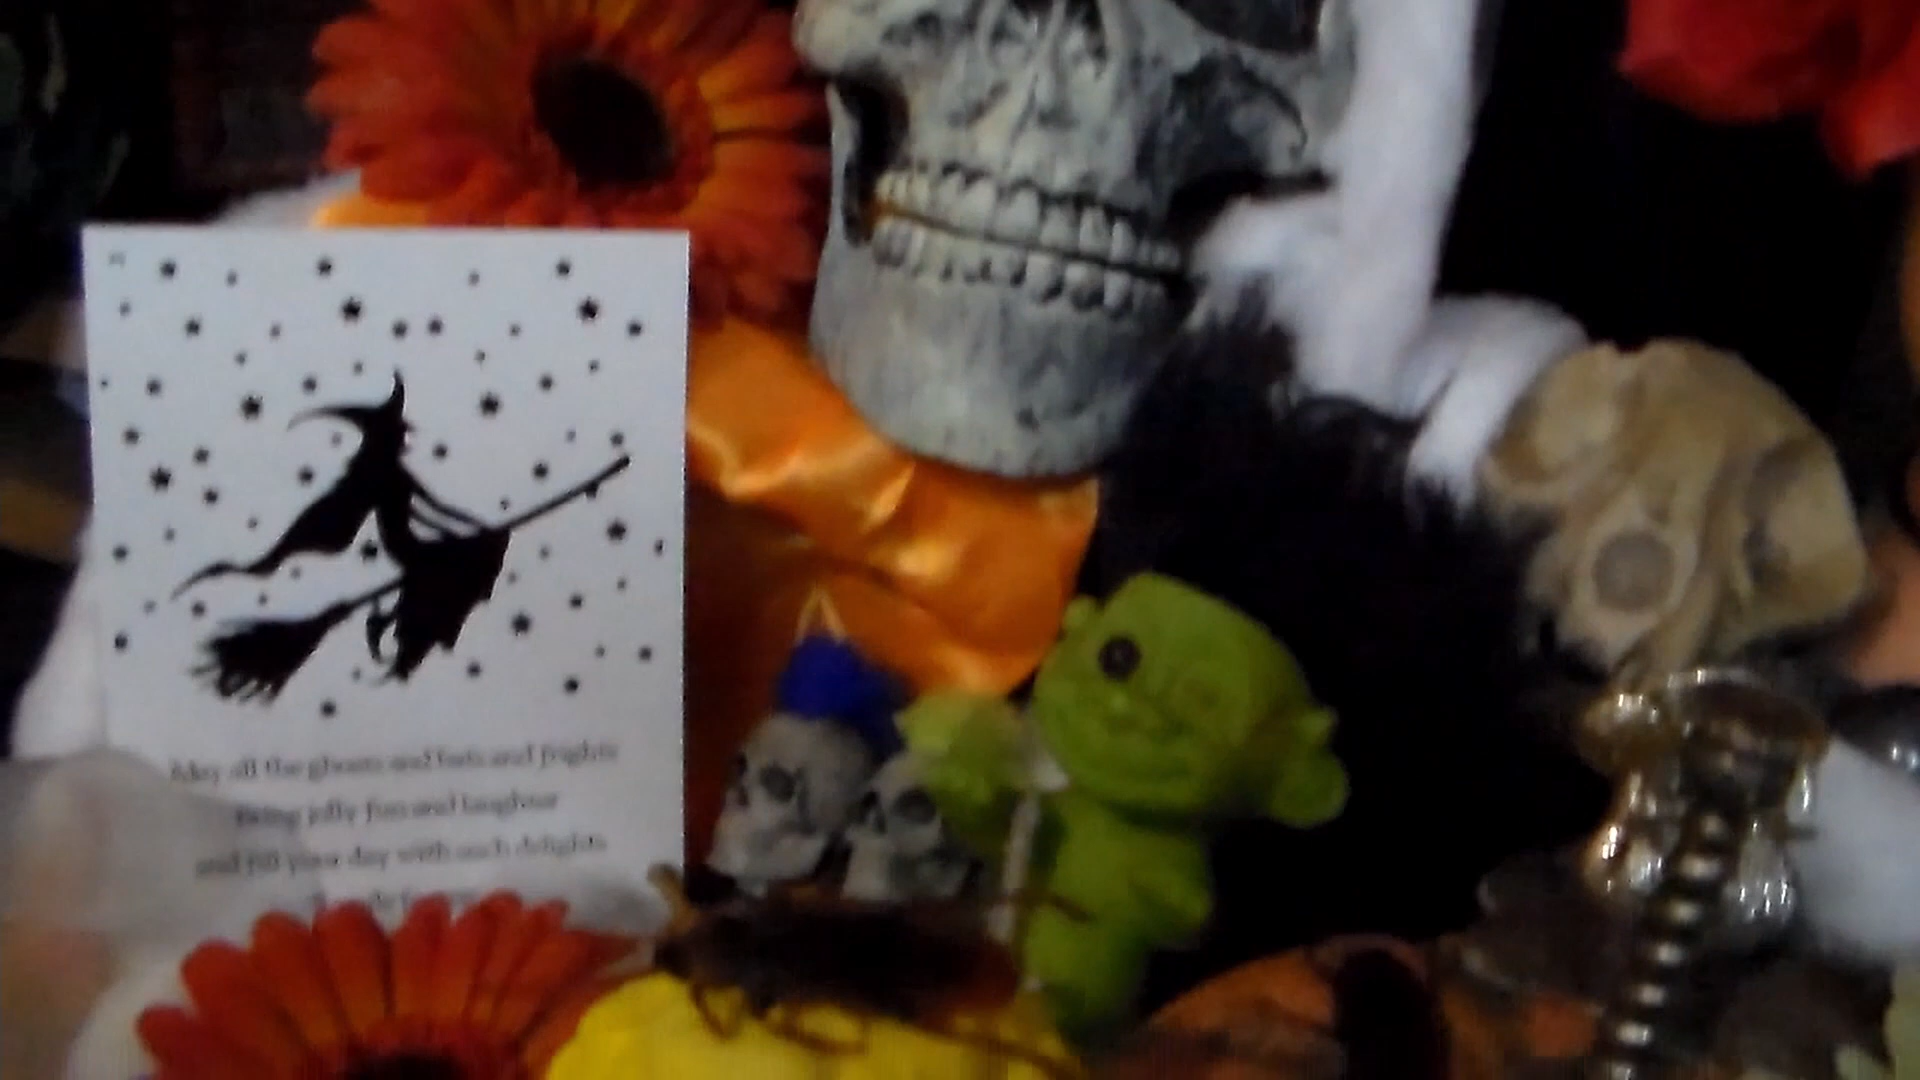 May all the ghosts and bats and frights
Bring jolly fun and laughter
and fill your day with such delights